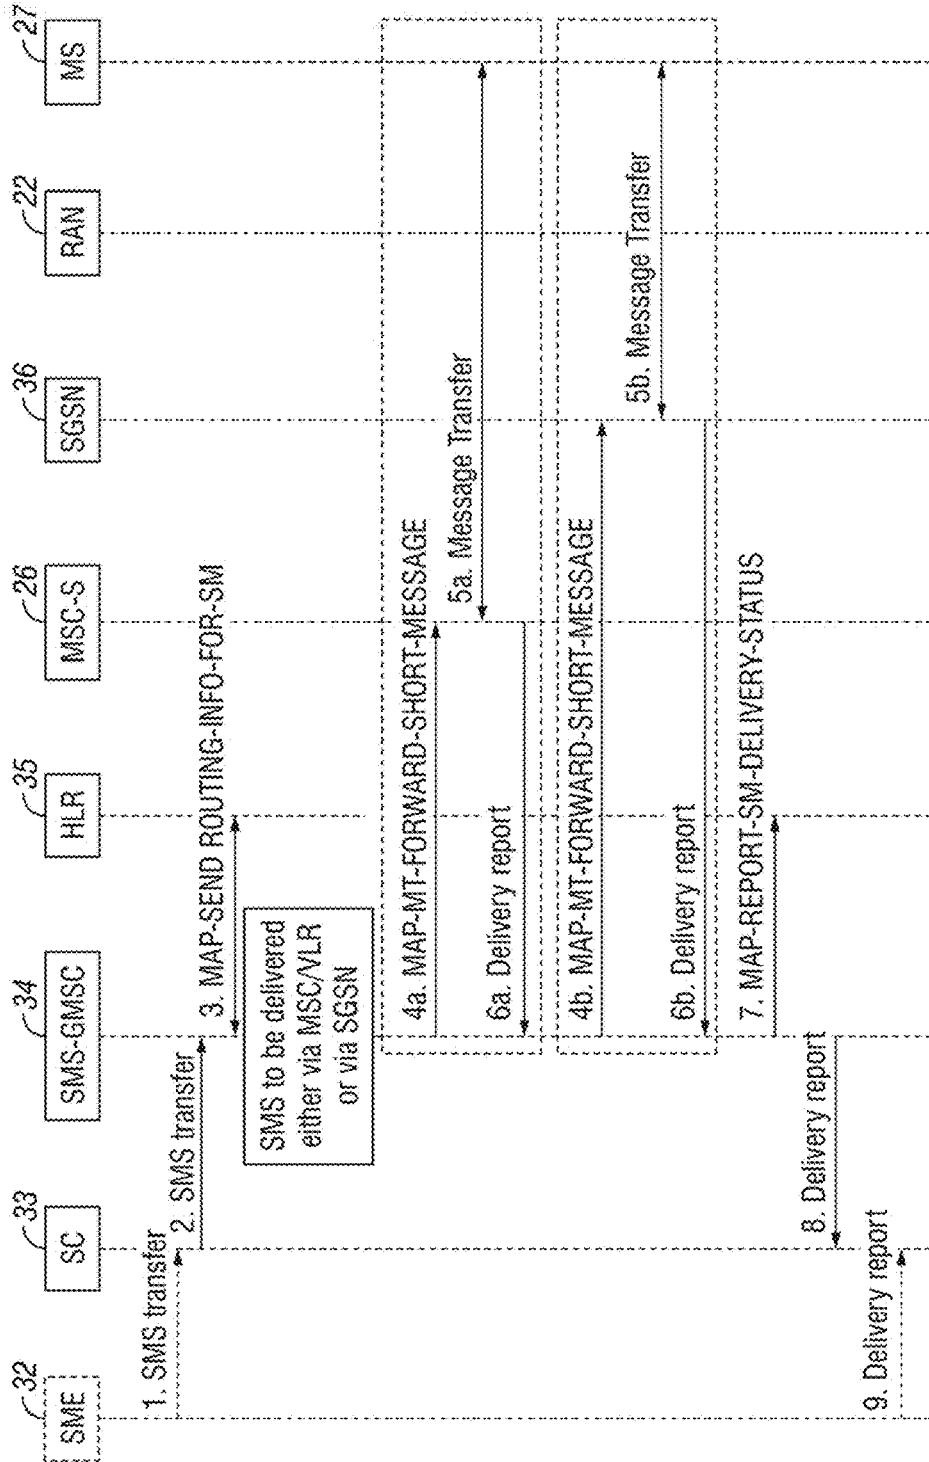 32
SME
33
SC
34
SMS-GMSC
35
HLR
26
MSC-S
36
SGSN
22
RAN
27
MS
1. SMS transfer
2. SMS transfer
3. MAP-SEND ROUTING-INFO-FOR-SM
SMS to be delivered
either via MSC/VLR
or via SGSN
4a. MAP-MT-FORWARD-SHORT-MESSAGE
5a. Message Transfer
6a. Delivery report
4b. MAP-MT-FORWARD-SHORT-MESSAGE
5b. Message Transfer
6b. Delivery report
7. MAP-REPORT-SM-DELIVERY-STATUS
8. Delivery report
9. Delivery report